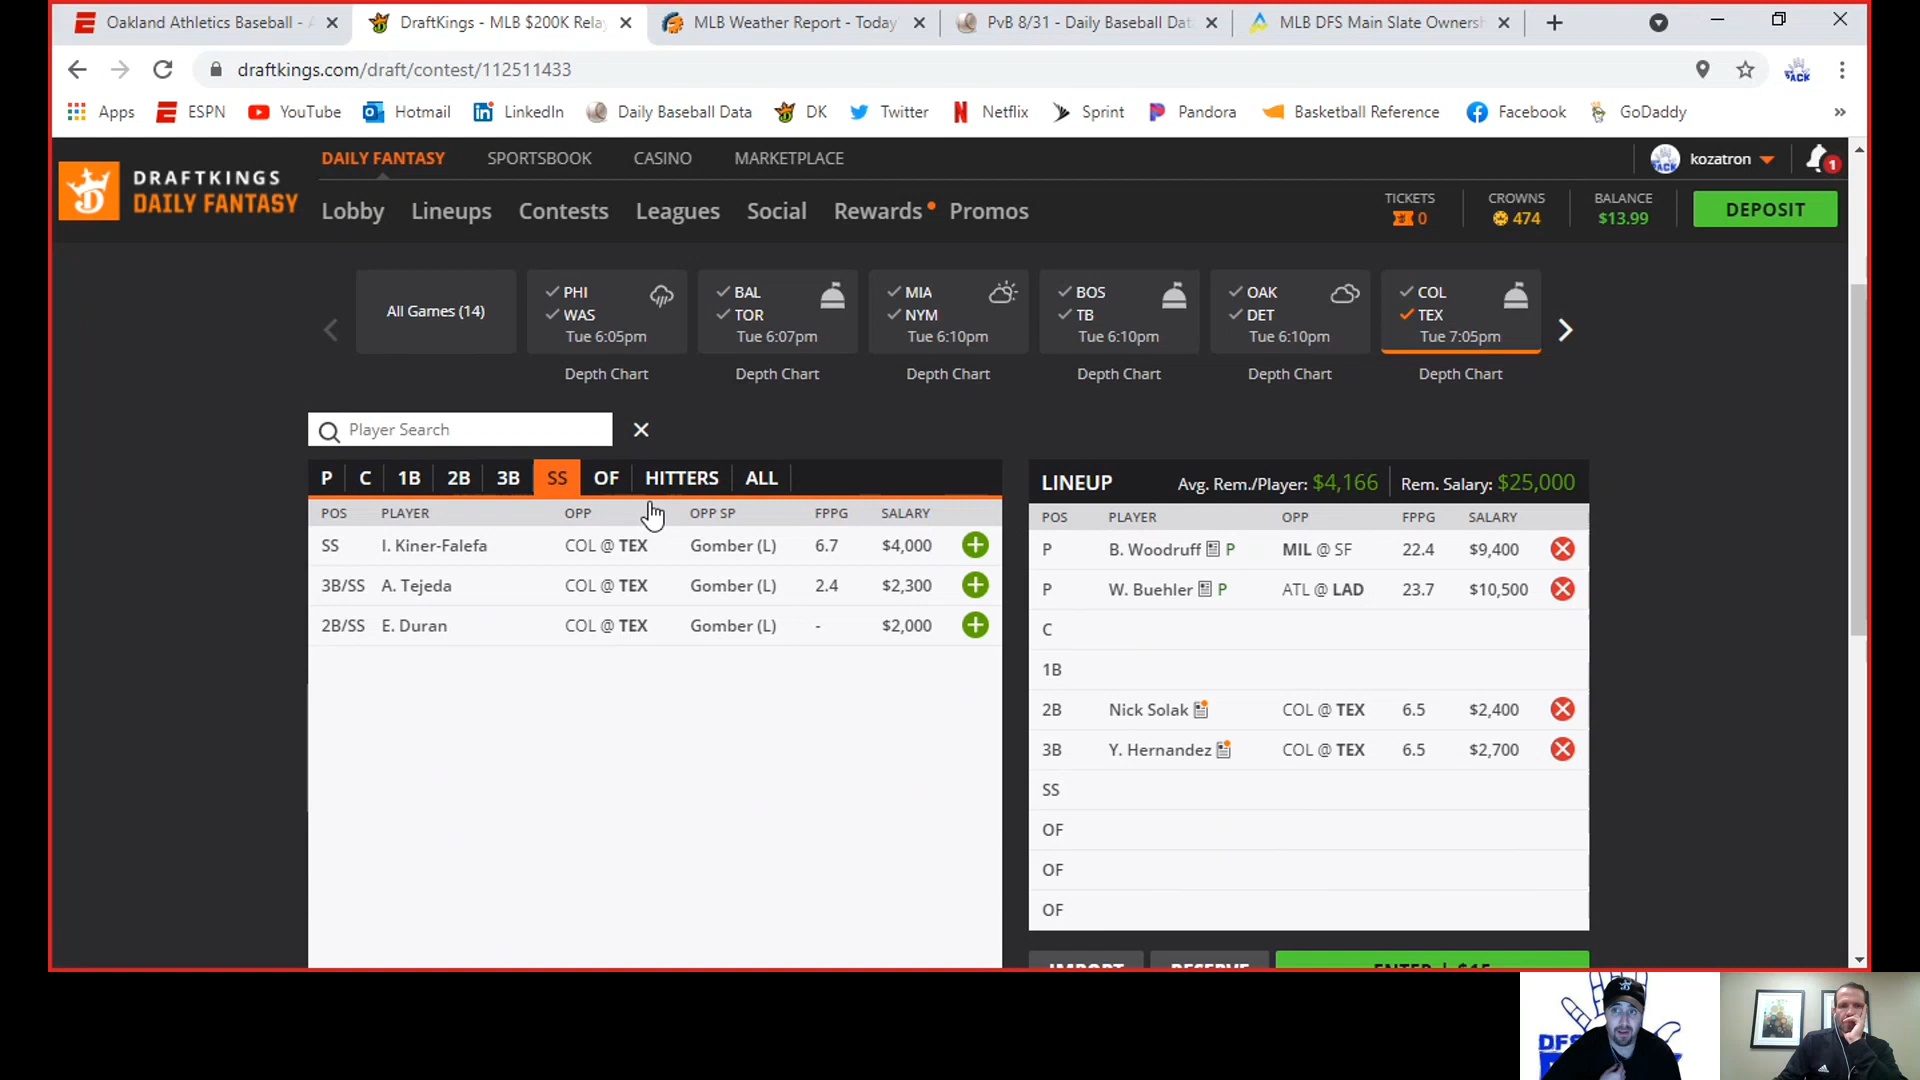 Oakland Athletics Baseball -
DraftKings - MLB $200K Relay
MLB Weather Report - Today
PvB 8/31 - Daily Baseball Dat
MLB DFS Main Slate Ownersh
draftkings.com/draft/contest/112511433
Apps ESPN YouTube Hotmail LinkedIn Daily Baseball Data DK Twitter Netflix Sprint Pandora Basketball Reference Facebook GoDaddy »
DRAFTKINGS
DAILY FANTASY
DAILY FANTASY SPORTSBOOK CASINO MARKETPLACE
kozatron 1
Lobby Lineups Contests Leagues Social Rewards Promos
TICKETS 0
CROWNS 474
BALANCE $13.99
DEPOSIT
All Games (14)
PHI
WAS
Tue 6:05pm
Depth Chart
BAL
TOR
Tue 6:07pm
Depth Chart
MIA
NYM
Tue 6:10pm
Depth Chart
BOS
TB
Tue 6:10pm
Depth Chart
OAK
DET
Tue 6:10pm
Depth Chart
COL
TEX
Tue 7:05pm
Depth Chart
Player Search
P C 1B 2B 3B SS OF HITTERS ALL
POS PLAYER OPP OPP SP FPPG SALARY
SS I. Kiner-Falefa COL @ TEX Gomber (L) 6.7 $4,000
3B/SS A. Tejeda COL @ TEX Gomber (L) 2.4 $2,300
2B/SS E. Duran COL @ TEX Gomber (L) - $2,000
LINEUP Avg. Rem./Player: $4,166 Rem. Salary: $25,000
POS PLAYER OPP FPPG SALARY
P B. Woodruff P MIL @ SF 22.4 $9,400
P W. Buehler P ATL @ LAD 23.7 $10,500
C
1B
2B Nick Solak COL @ TEX 6.5 $2,400
3B Y. Hernandez COL @ TEX 6.5 $2,700
SS
OF
OF
OF
IMPORT RESERVE ENTER | $15
DFS